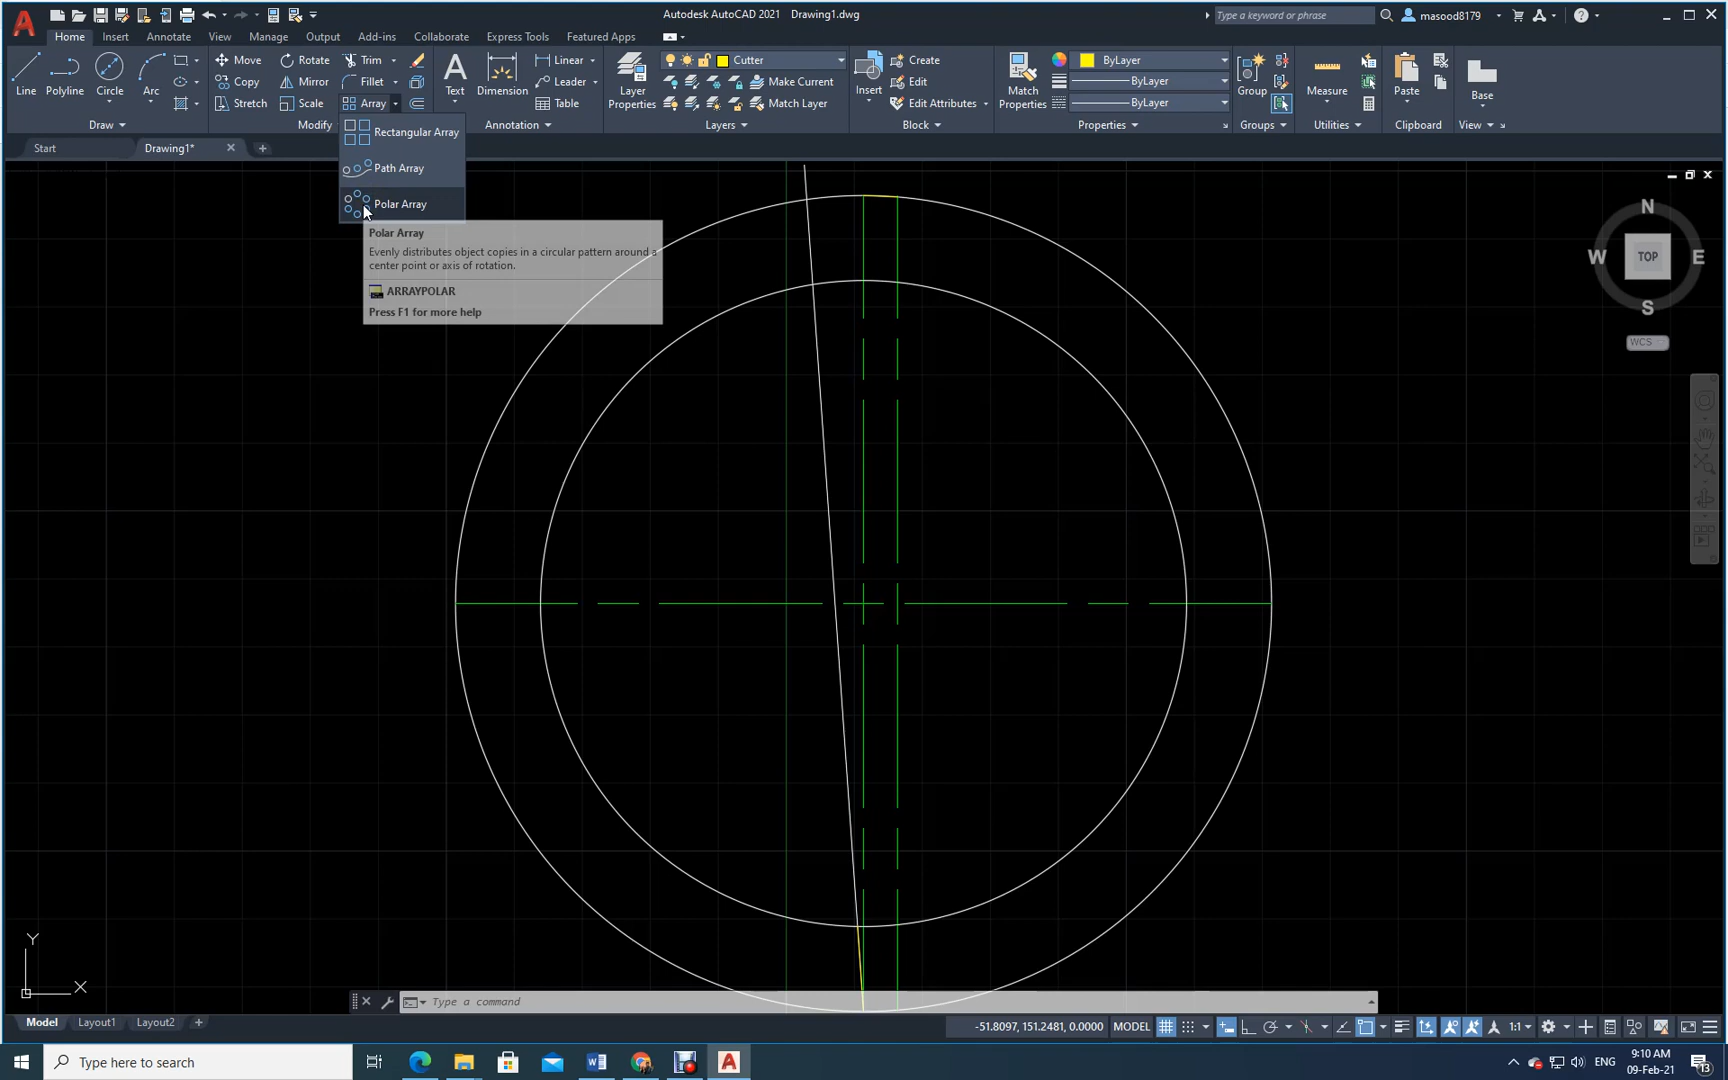 Autodesk AutoCAD 2021 Drawing1.dwg
Type a keyword or phrase
masood8179
Home Insert Annotate View Manage Output Add-ins Collaborate Express Tools Featured Apps
Line Polyline Circle Arc
Draw
Move Rotate Trim
Copy Mirror Fillet
Stretch Scale Array
Modify
Text Dimension
Linear
Leader
Table
Annotation
Layer Properties
Cutter
Make Current
Match Layer
Layers
Insert
Create
Edit
Edit Attributes
Block
Match Properties
ByLayer
ByLayer
ByLayer
Properties
Group
Groups
Measure
Utilities
Paste
Clipboard
Base
View
Rectangular Array
Path Array
Polar Array
Start Drawing1*
Polar Array
Evenly distributes object copies in a circular pattern around a
center point or axis of rotation.
ARRAYPOLAR
Press F1 for more help
N
W TOP E
S
WCS
Y
X
Type a command
Model Layout1 Layout2
-51.8097, 151.2481, 0.0000 MODEL 1:1
Type here to search
ENG
9:10 AM
09-Feb-21
13